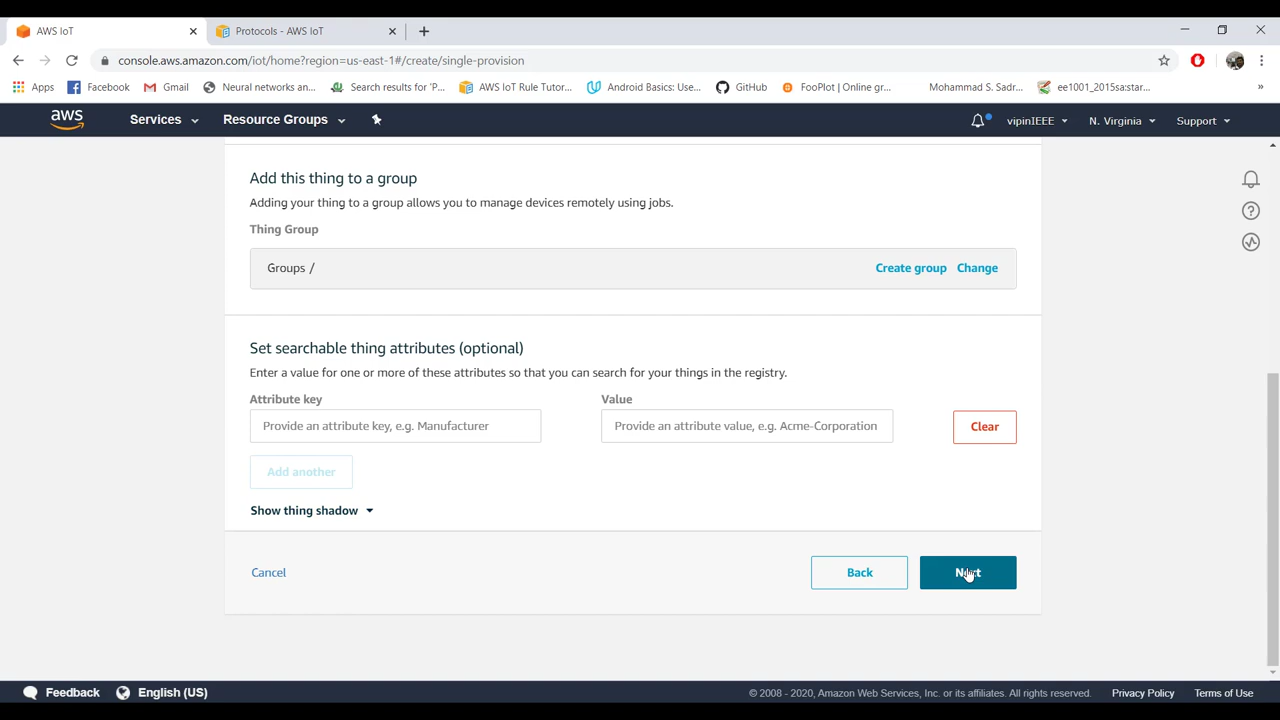 AWS IoT
Protocols - AWS IoT
console.aws.amazon.com/iot/home?region=us-east-1#/create/single-provision
Apps Facebook Gmail Neural networks an... Search results for 'P... AWS IoT Rule Tutor... Android Basics: Use... GitHub FooPlot | Online gr... Mohammad S. Sadr... ee1001_2015sa:star... »
aws Services Resource Groups vipinIEEE N. Virginia Support
Add this thing to a group
Adding your thing to a group allows you to manage devices remotely using jobs.
Thing Group
Groups / Create group Change
Set searchable thing attributes (optional)
Enter a value for one or more of these attributes so that you can search for your things in the registry.
Attribute key Value
Provide an attribute key, e.g. Manufacturer Provide an attribute value, e.g. Acme-Corporation Clear
Add another
Show thing shadow
Cancel Back Next
Feedback English (US) © 2008 - 2020, Amazon Web Services, Inc. or its affiliates. All rights reserved. Privacy Policy Terms of Use